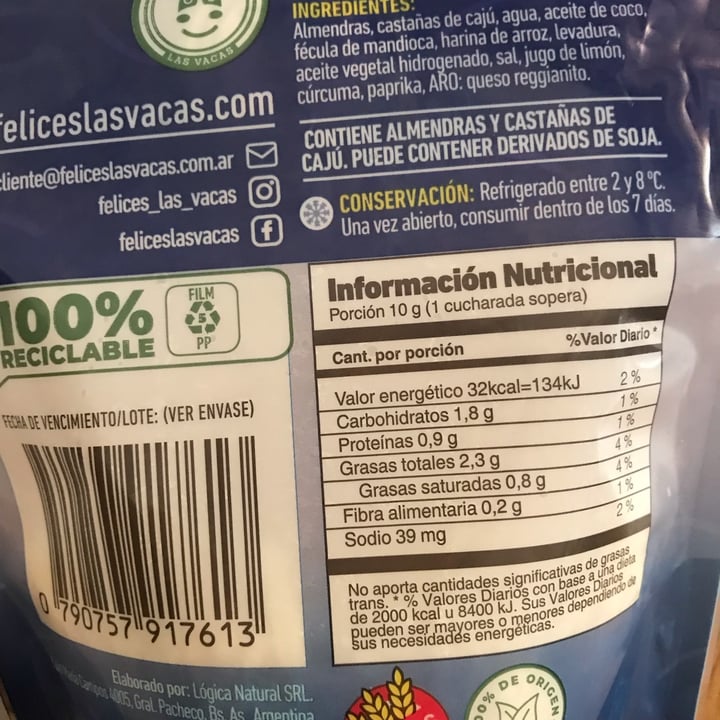 LAS VACAS
feliceslasvacas.com
cliente@feliceslasvacas.com.ar
felices_las_vacas
feliceslasvacas
INGREDIENTES:
Almendras, castañas de cajú, agua, aceite de coco,
fécula de mandioca, harina de arroz, levadura,
aceite vegetal hidrogenado, sal, jugo de limón,
cúrcuma, paprika, ARO: queso reggianito.
CONTIENE ALMENDRAS Y CASTAÑAS DE
CAJÚ. PUEDE CONTENER DERIVADOS DE SOJA.
CONSERVACIÓN: Refrigerado entre 2 y 8 ºC.
Una vez abierto, consumir dentro de los 7 días.
100%
RECICLABLE
FILM
5
PP
FECHA DE VENCIMIENTO/LOTE: (VER ENVASE)
0 790757 917613
Información Nutricional
Porción 10 g (1 cucharada sopera)
Cant. por porción %Valor Diario *
Valor energético 32kcal=134kJ 2%
Carbohidratos 1,8 g 1%
Proteínas 0,9 g 1%
Grasas totales 2,3 g 4%
Grasas saturadas 0,8 g 4%
Fibra alimentaria 0,2 g 1%
Sodio 39 mg 2%
No aporta cantidades significativas de grasas
trans. * % Valores Diarios con base a una dieta
de 2000 kcal u 8400 kJ. Sus Valores Diarios
pueden ser mayores o menores dependiendo de
sus necesidades energéticas.
Elaborado por: Lógica Natural SRL.
Campos 4005, Gral. Pacheco, Bs. As., Argentina
0% DE ORIGEN